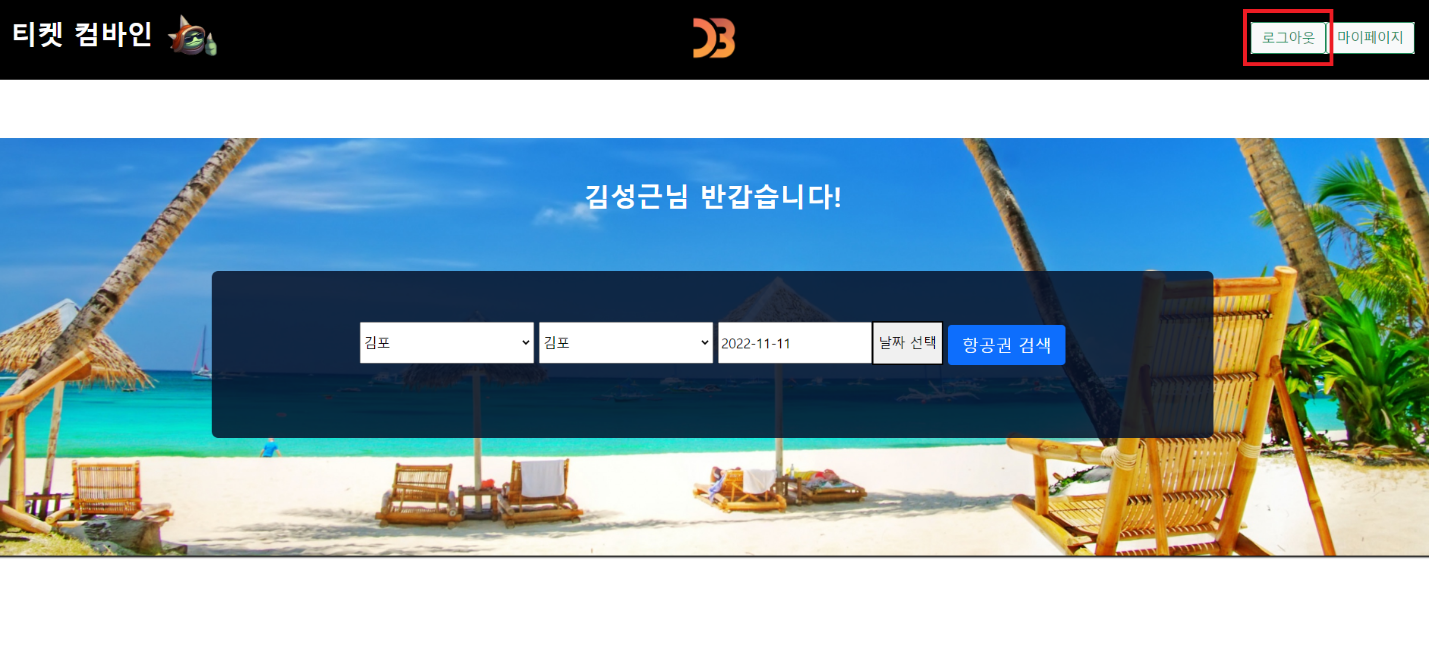 티켓 컴바인
DB
로그아웃 마이페이지
김성근님 반갑습니다!
김포 김포 2022-11-11 날짜 선택 항공권 검색